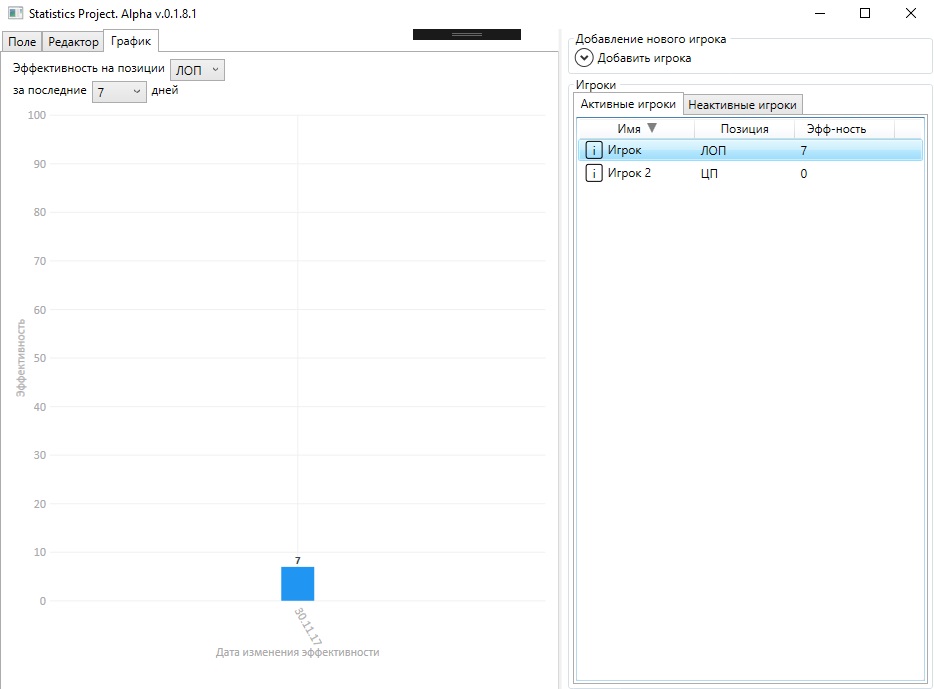 Statistics Project. Alpha v.0.1.8.1
Поле Редактор График
Эффективность на позиции ЛОП
за последние 7 дней
100
90
80
70
60
50
40
30
20
10
0
Эффективность
7
30.11.17
Дата изменения эффективности
Добавление нового игрока
Добавить игрока
Игроки
Активные игроки Неактивные игроки
Имя Позиция Эфф-ность
i Игрок ЛОП 7
i Игрок 2 ЦП 0